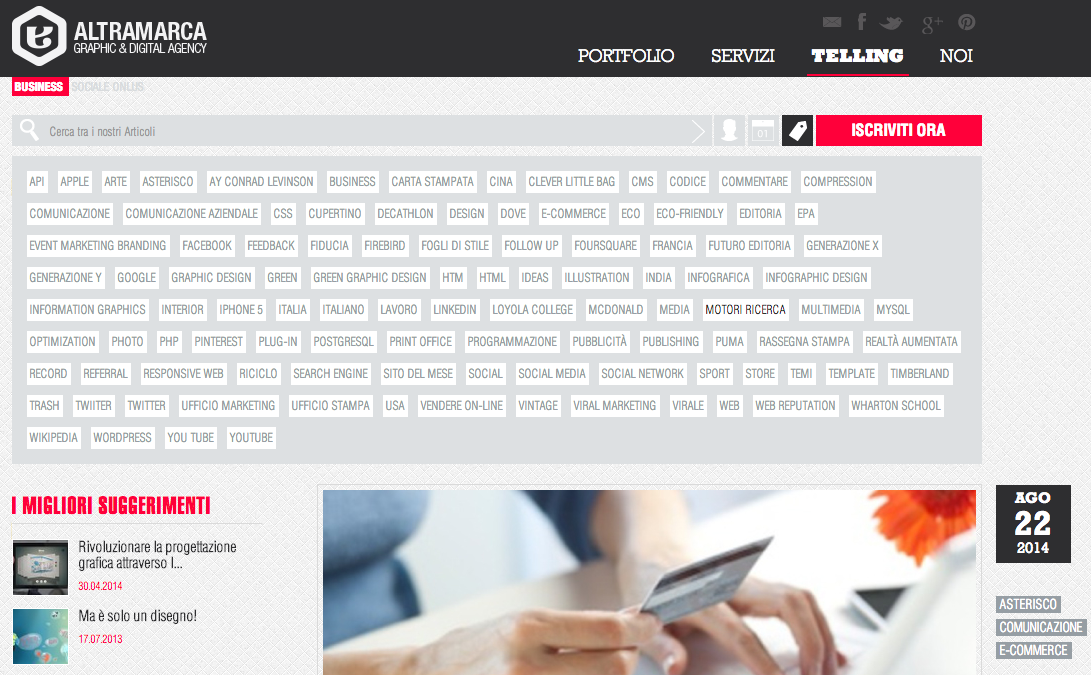 ALTRAMARCA
GRAPHIC & DIGITAL AGENCY
PORTFOLIO SERVIZI TELLING NOI
BUSINESS SOCIALE ONLUS
Cerca tra i nostri Articoli 01 ISCRIVITI ORA
API APPLE ARTE ASTERISCO AY CONRAD LEVINSON BUSINESS CARTA STAMPATA CINA CLEVER LITTLE BAG CMS CODICE COMMENTARE COMPRESSION
COMUNICAZIONE COMUNICAZIONE AZIENDALE CSS CUPERTINO DECATHLON DESIGN DOVE E-COMMERCE ECO ECO-FRIENDLY EDITORIA EPA
EVENT MARKETING BRANDING FACEBOOK FEEDBACK FIDUCIA FIREBIRD FOGLI DI STILE FOLLOW UP FOURSQUARE FRANCIA FUTURO EDITORIA GENERAZIONE X
GENERAZIONE Y GOOGLE GRAPHIC DESIGN GREEN GREEN GRAPHIC DESIGN HTM HTML IDEAS ILLUSTRATION INDIA INFOGRAFICA INFOGRAPHIC DESIGN
INFORMATION GRAPHICS INTERIOR IPHONE 5 ITALIA ITALIANO LAVORO LINKEDIN LOYOLA COLLEGE MCDONALD MEDIA MOTORI RICERCA MULTIMEDIA MYSQL
OPTIMIZATION PHOTO PHP PINTEREST PLUG-IN POSTGRESQL PRINT OFFICE PROGRAMMAZIONE PUBBLICITÀ PUBLISHING PUMA RASSEGNA STAMPA REALTÀ AUMENTATA
RECORD REFERRAL RESPONSIVE WEB RICICLO SEARCH ENGINE SITO DEL MESE SOCIAL SOCIAL MEDIA SOCIAL NETWORK SPORT STORE TEMI TEMPLATE TIMBERLAND
TRASH TWIITER TWITTER UFFICIO MARKETING UFFICIO STAMPA USA VENDERE ON-LINE VINTAGE VIRAL MARKETING VIRALE WEB WEB REPUTATION WHARTON SCHOOL
WIKIPEDIA WORDPRESS YOU TUBE YOUTUBE
I MIGLIORI SUGGERIMENTI
Rivoluzionare la progettazione
grafica attraverso l...
30.04.2014
Ma è solo un disegno!
17.07.2013
AGO
22
2014
ASTERISCO
COMUNICAZIONE
E-COMMERCE